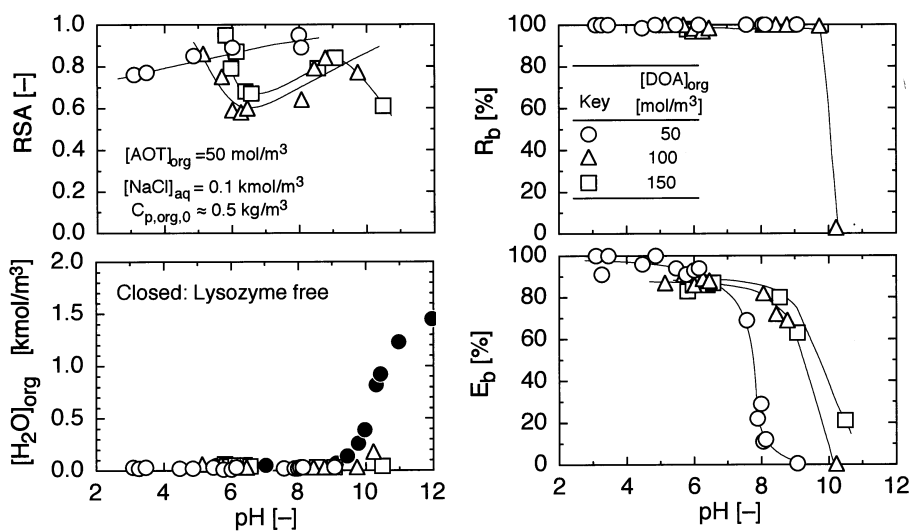 1.0
0.8
0.6
0.4
0.2
0.0
RSA [–]
[AOT]org =50 mol/m³
[NaCl]aq = 0.1 kmol/m³
Cp,org,0 ≈ 0.5 kg/m³
100
80
60
40
20
0
Rb [%]
[DOA]org
Key [mol/m³]
50
100
150
2.0
1.5
1.0
0.5
0.0
[H2O]org [kmol/m³]
Closed: Lysozyme free
2 4 6 8 10 12
pH [–]
100
80
60
40
20
0
Eb [%]
2 4 6 8 10 12
pH [–]